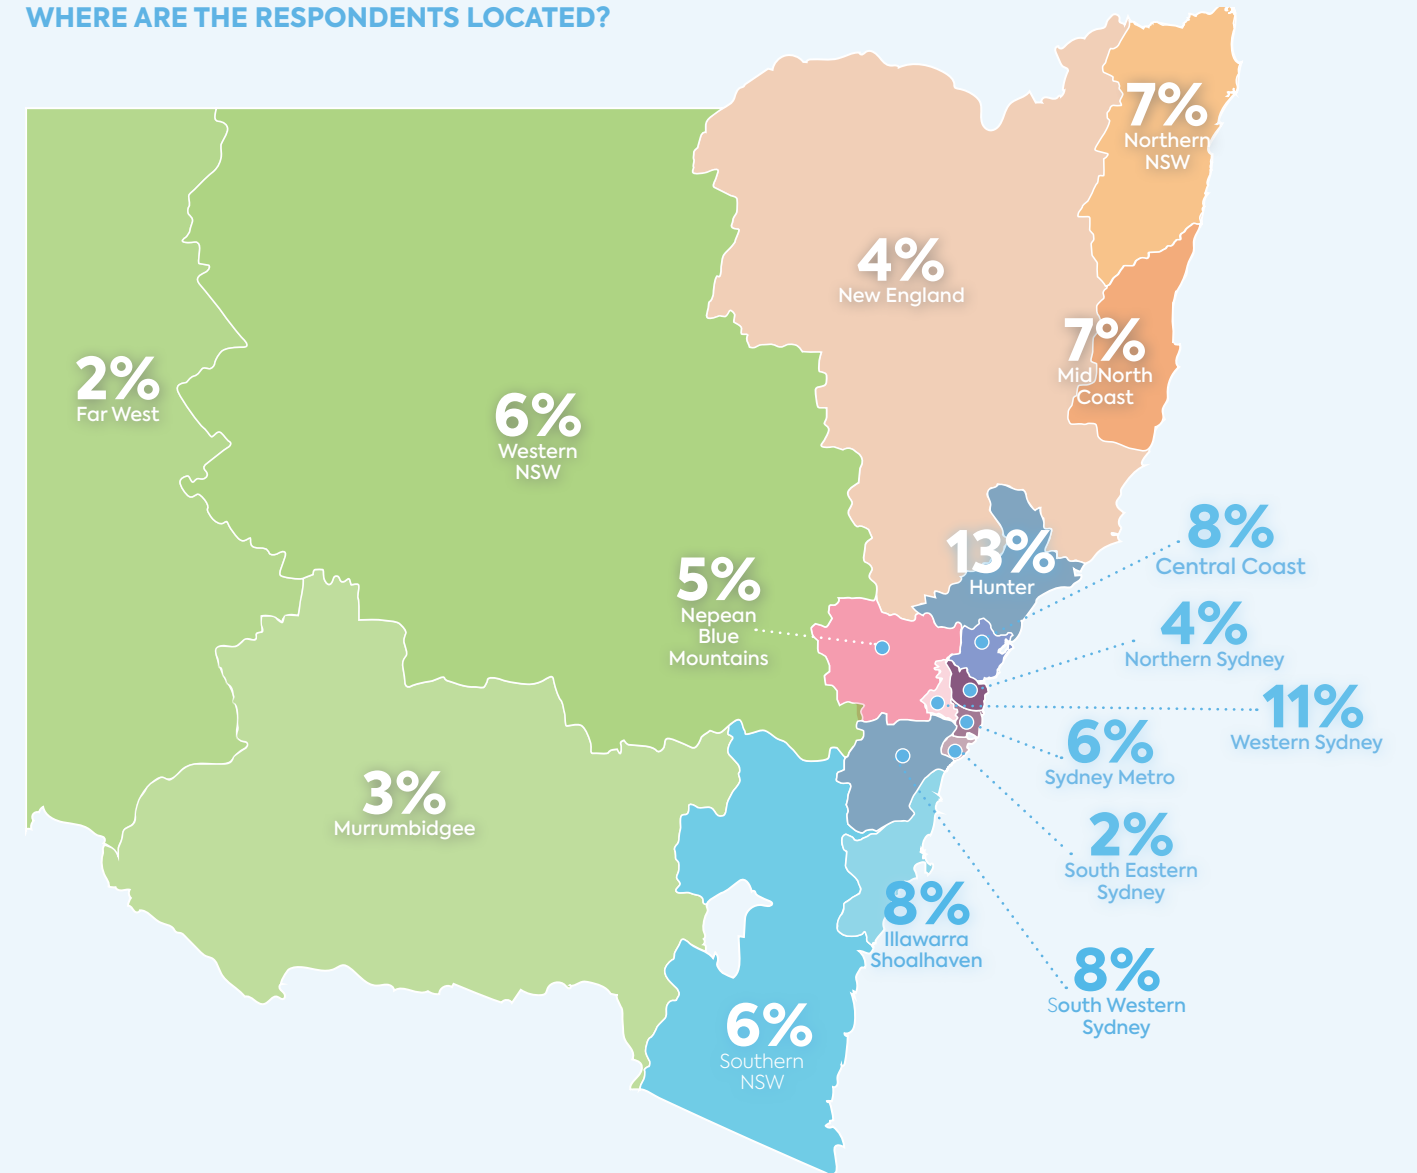 WHERE ARE THE RESPONDENTS LOCATED?
7%
Northern
NSW
4%
New England
7%
Mid North
Coast
2%
Far West
6%
Western
NSW
13%
Hunter
8%
Central Coast
5%
Nepean
Blue
Mountains
4%
Northern Sydney
11%
Western Sydney
6%
Sydney Metro
3%
Murrumbidgee
2%
South Eastern
Sydney
8%
Illawarra
Shoalhaven
8%
South Western
Sydney
6%
Southern
NSW